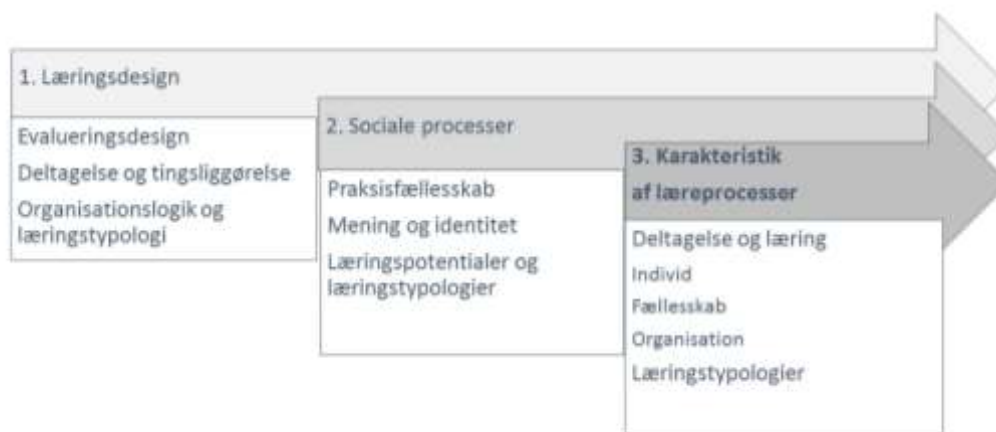 1. Læringsdesign
Evalueringsdesign
Deltagelse og tingsliggørelse
Organisationslogik og
læringstypologi
2. Sociale processer
Praksisfællesskab
Mening og identitet
Læringspotentialer og
læringstypologier
3. Karakteristik
af læreprocesser
Deltagelse og læring
Individ
Fællesskab
Organisation
Læringstypologier